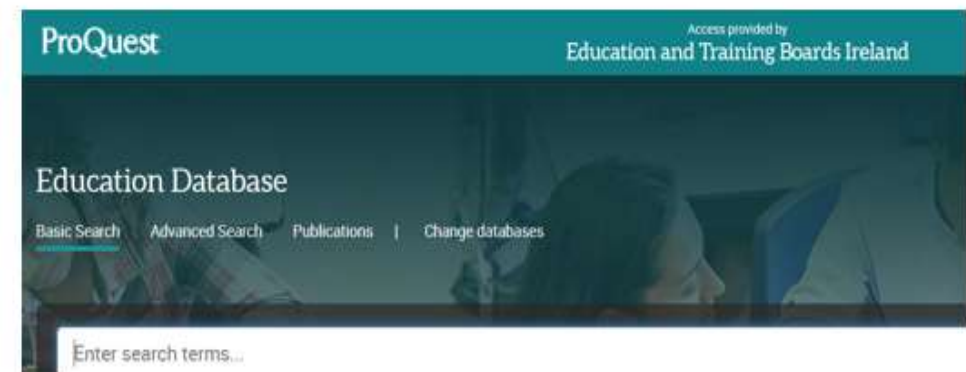 ProQuest
Access provided by
Education and Training Boards Ireland
Education Database
Basic Search Advanced Search Publications | Change databases
Enter search terms...